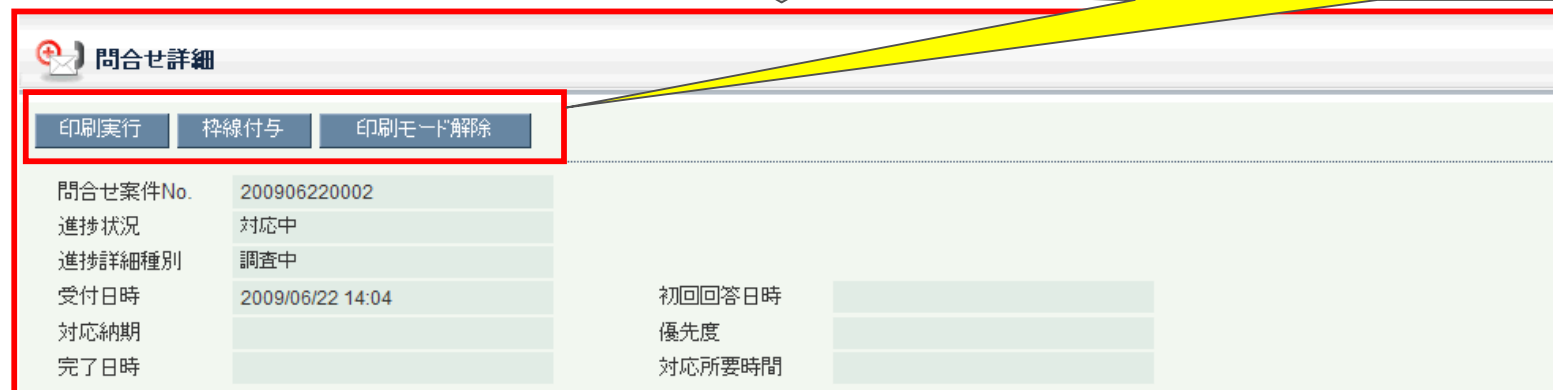 問合せ詳細
印刷実行 枠線付与 印刷モード解除
問合せ案件No. 200906220002
進捗状況 対応中
進捗詳細種別 調査中
受付日時 2009/06/22 14:04 初回回答日時
対応納期 優先度
完了日時 対応所要時間